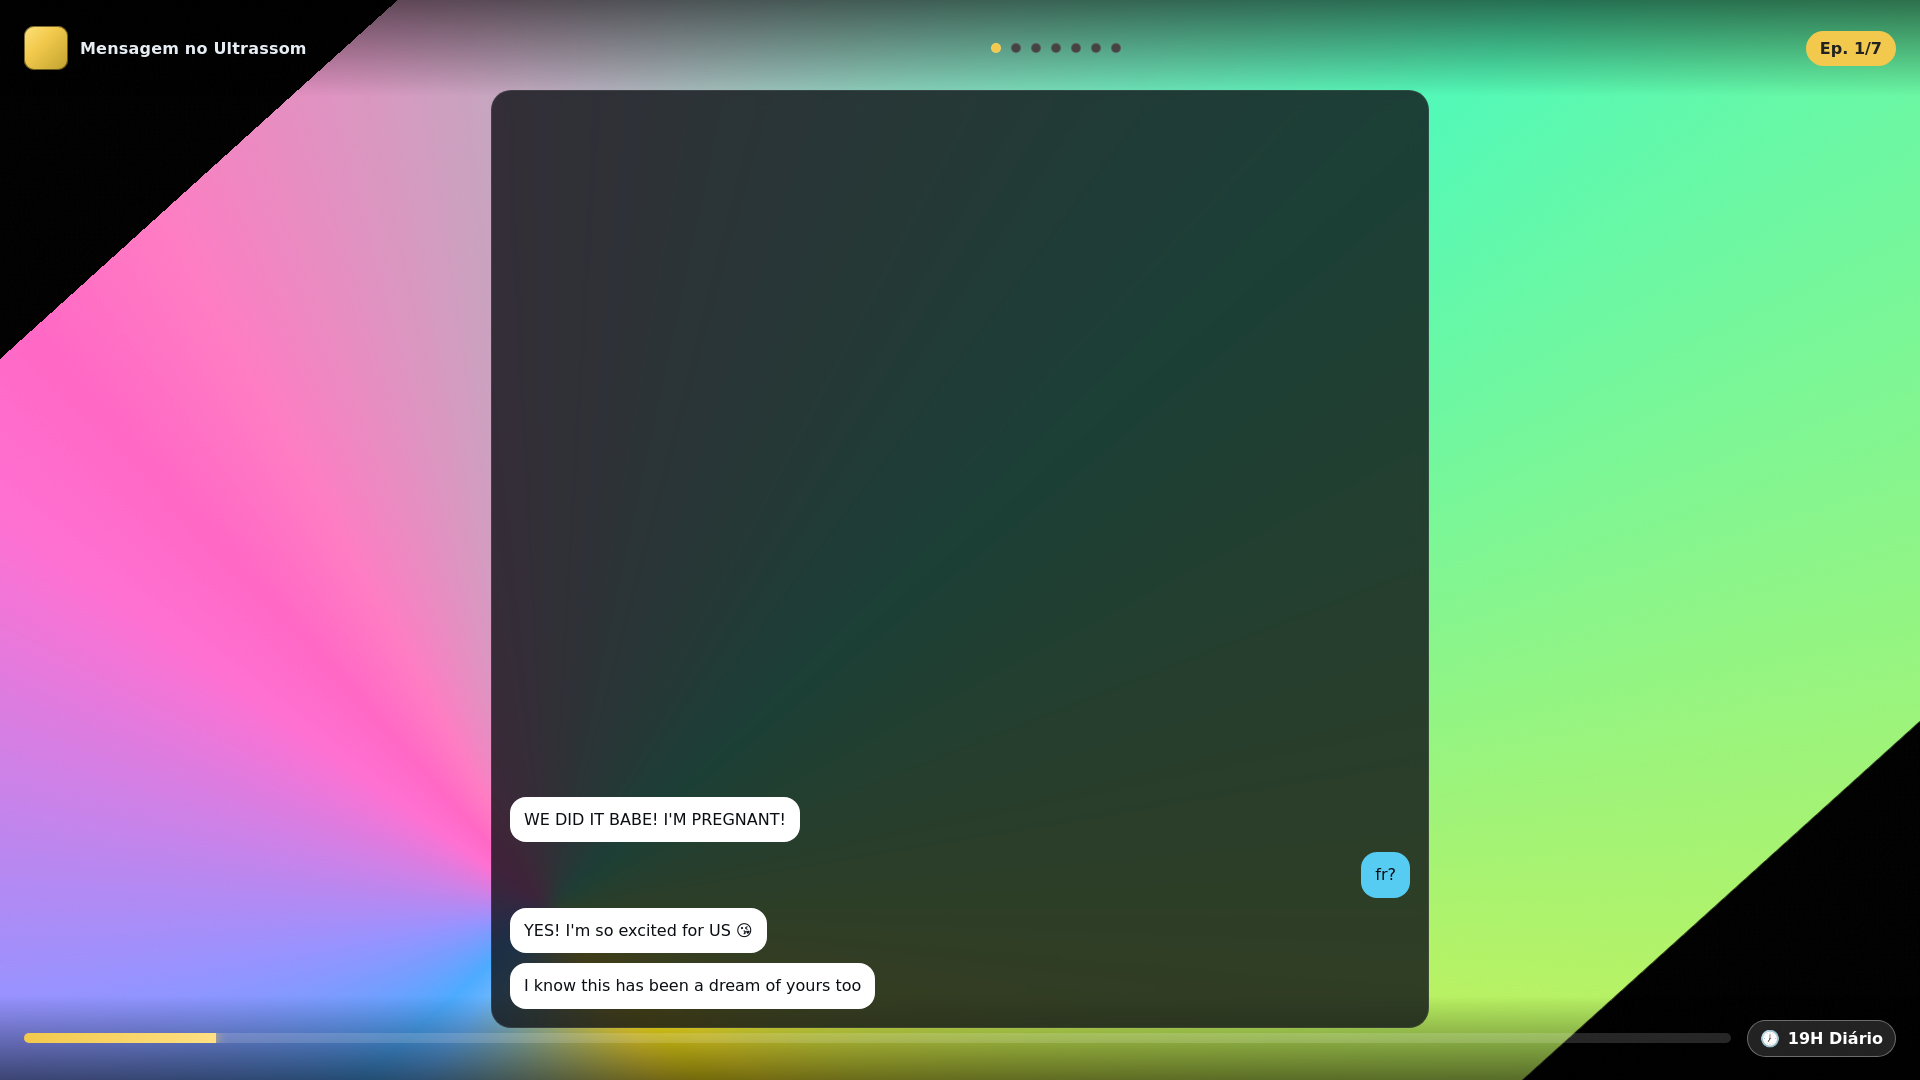 Mensagem no Ultrassom
Ep. 1/7
WE DID IT BABE! I'M PREGNANT!
fr?
YES! I'm so excited for US 😘
I know this has been a dream of yours too
🕖 19H Diário